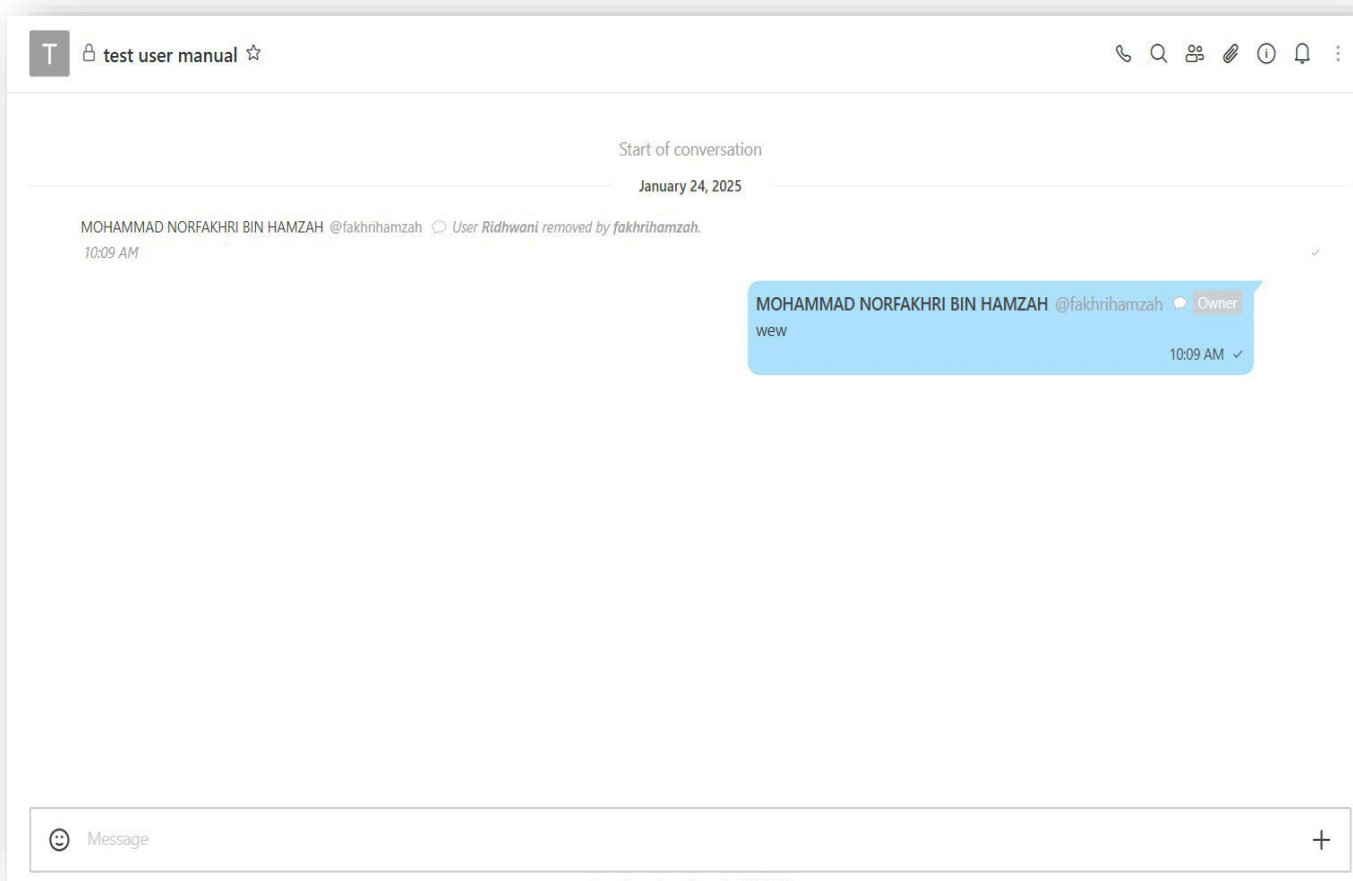 T test user manual
Start of conversation
January 24, 2025
MOHAMMAD NORFAKHRI BIN HAMZAH @fakhrihamzah User Ridhwani removed by fakhrihamzah.
10:09 AM
MOHAMMAD NORFAKHRI BIN HAMZAH @fakhrihamzah Owner
wew
10:09 AM
Message